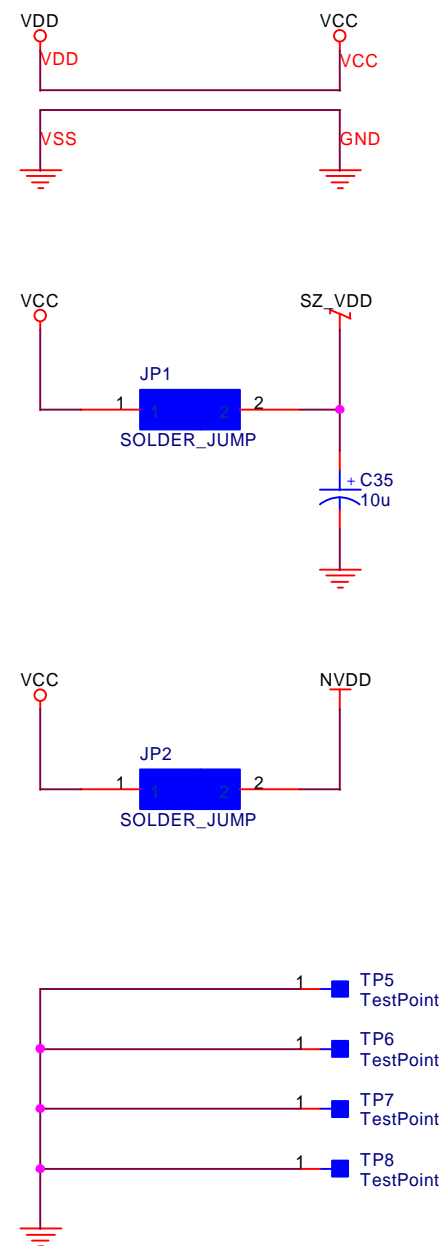 VDD VCC
VDD VCC
VSS GND
VCC SZ_VDD
JP1
1 1 2 2
SOLDER_JUMP
+ C35
10u
VCC NVDD
JP2
1 1 2 2
SOLDER_JUMP
1 TP5
TestPoint
1 TP6
TestPoint
1 TP7
TestPoint
1 TP8
TestPoint